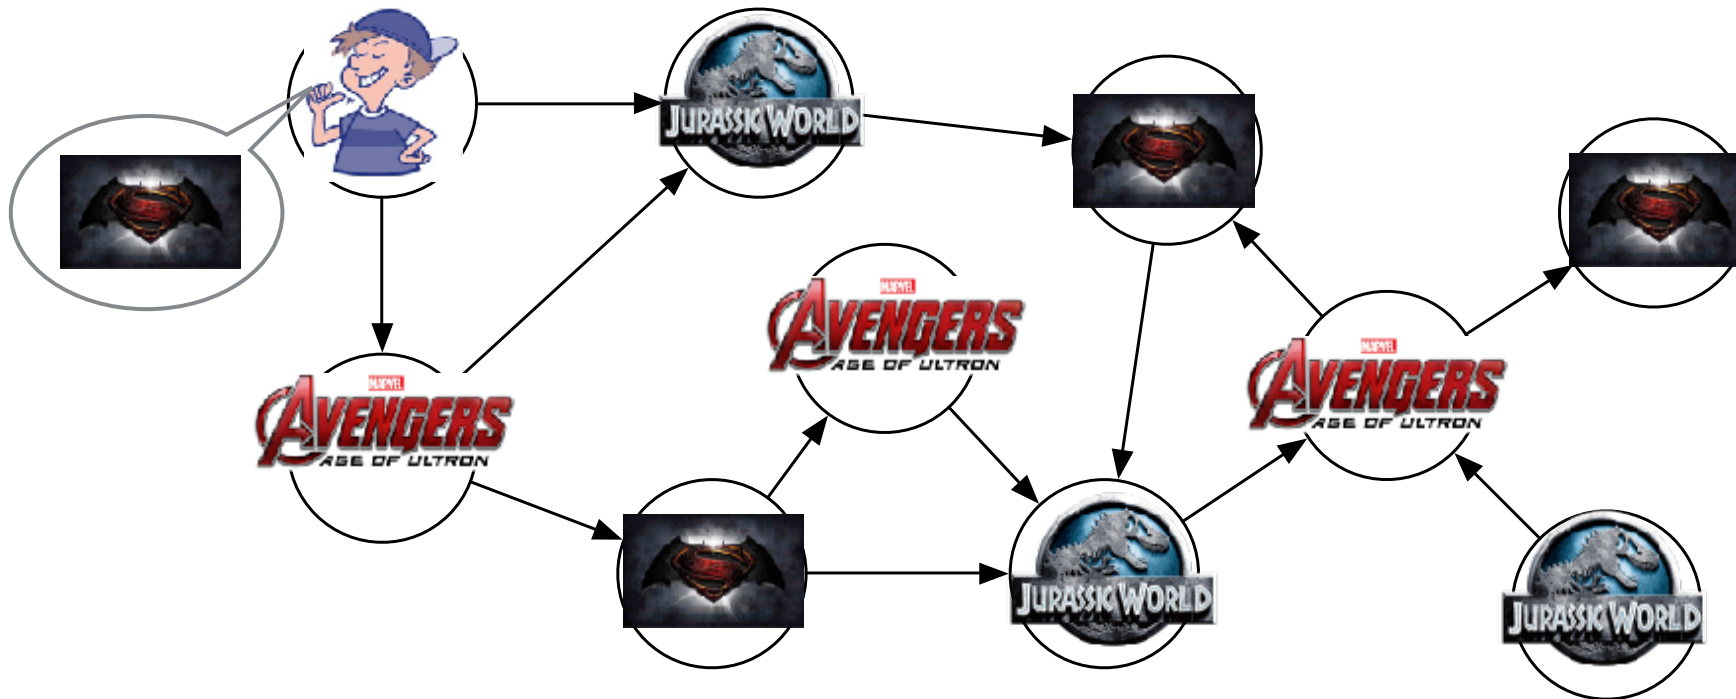 JURASSIC WORLD
MARVEL
AVENGERS
AGE OF ULTRON
MARVEL
AVENGERS
AGE OF ULTRON
MARVEL
AVENGERS
AGE OF ULTRON
JURASSIC WORLD
JURASSIC WORLD